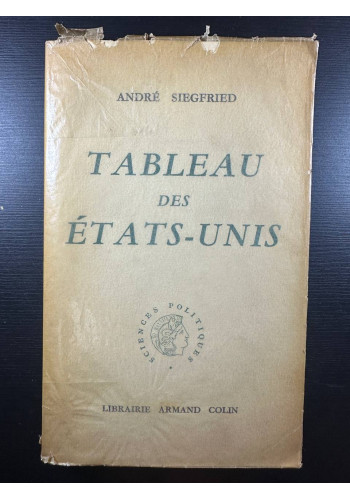 ANDRÉ SIEGFRIED
TABLEAU
DES
ÉTATS-UNIS
SCIENCES POLITIQUES
LIBRAIRIE ARMAND COLIN